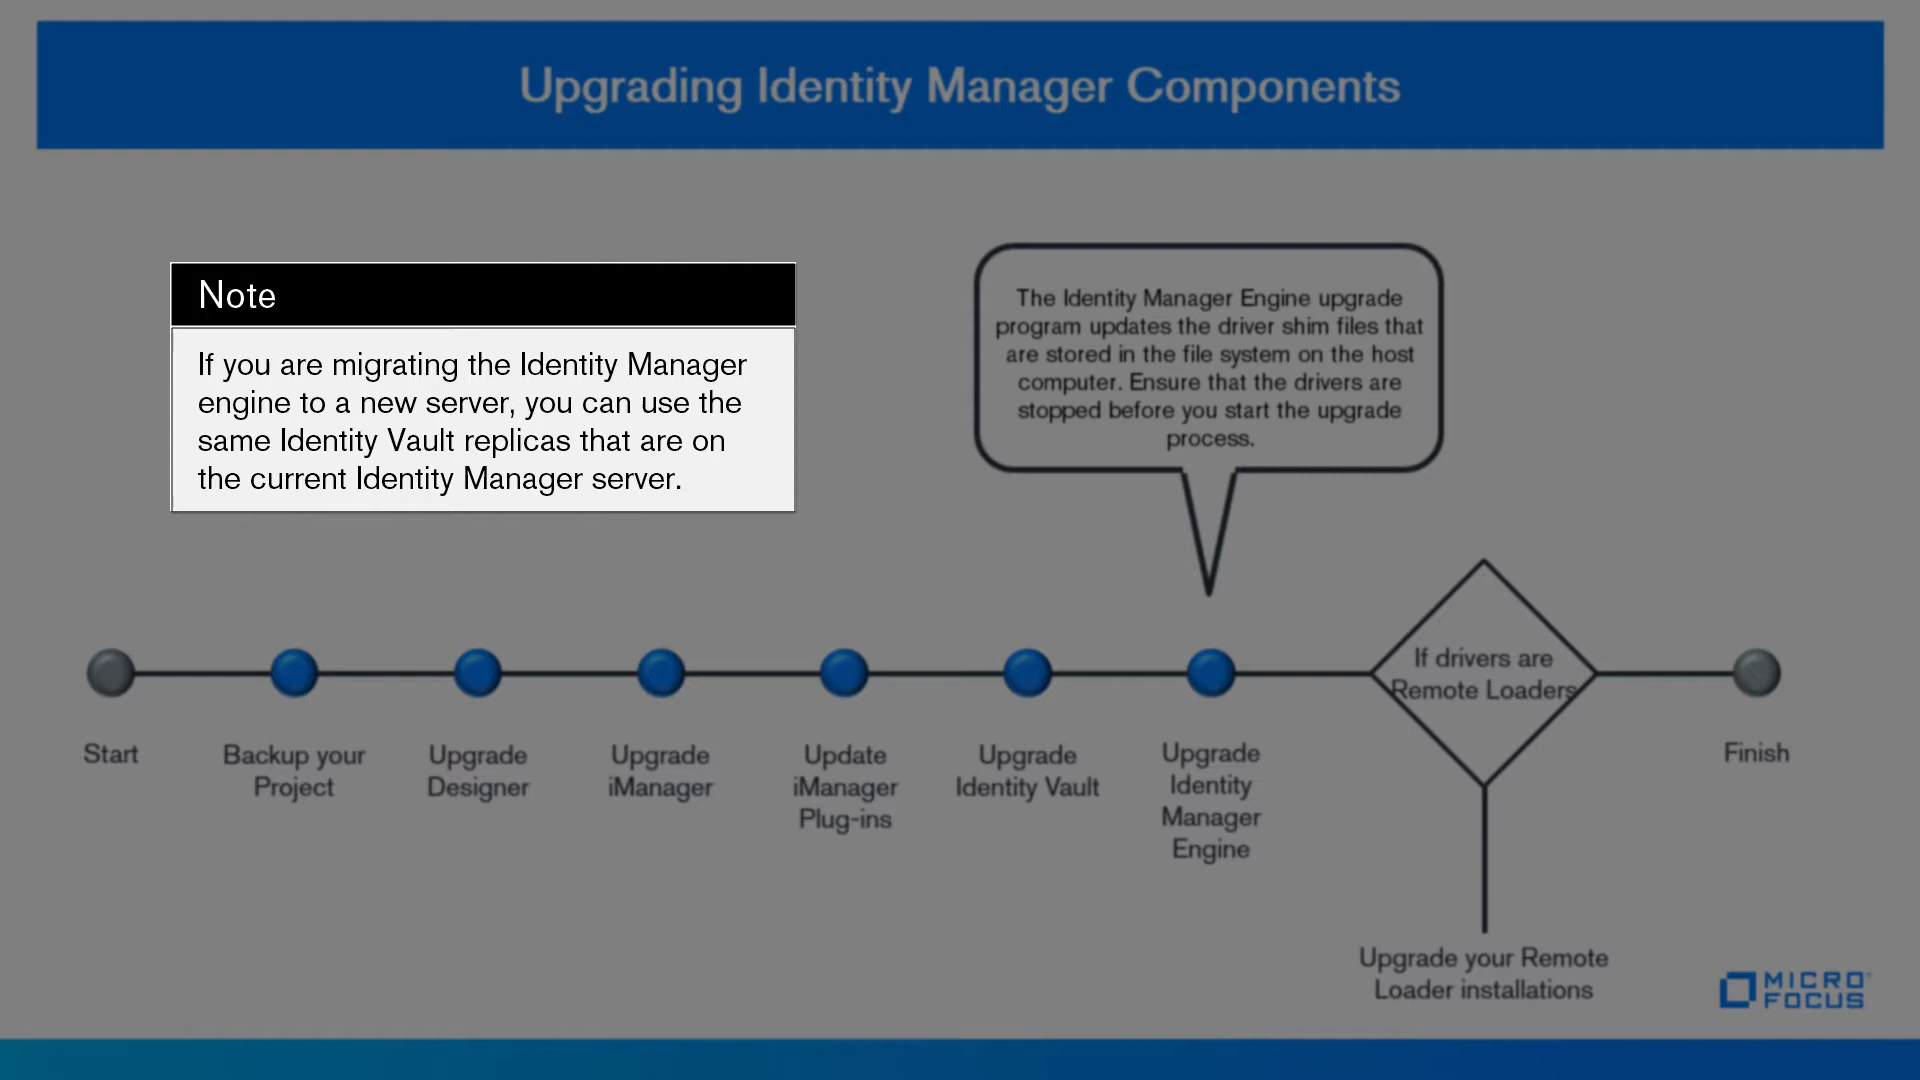 Upgrading Identity Manager Components
Note
If you are migrating the Identity Manager
engine to a new server, you can use the
same Identity Vault replicas that are on
the current Identity Manager server.
The Identity Manager Engine upgrade
program updates the driver shim files that
are stored in the file system on the host
computer. Ensure that the drivers are
stopped before you start the upgrade
process.
If drivers are
Remote Loaders
Start
Backup your
Project
Upgrade
Designer
Upgrade
iManager
Update
iManager
Plug-ins
Upgrade
Identity Vault
Upgrade
Identity
Manager
Engine
Finish
Upgrade your Remote
Loader installations
MICRO
FOCUS